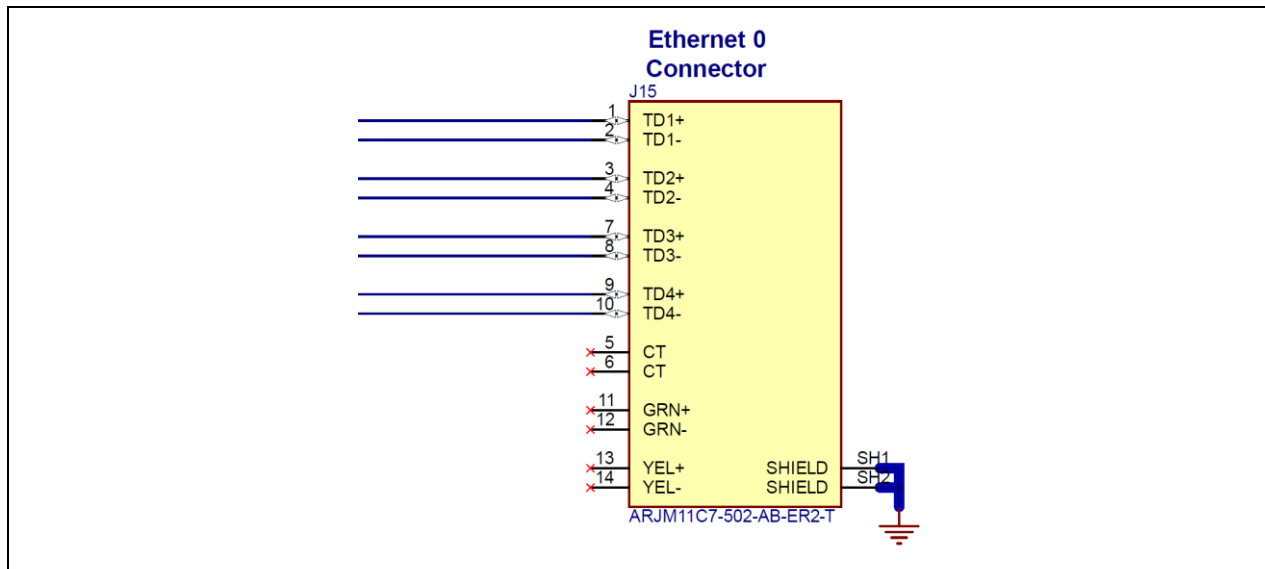 Ethernet 0
Connector
J15
1 TD1+
2 TD1-
3 TD2+
4 TD2-
7 TD3+
8 TD3-
9 TD4+
10 TD4-
5 CT
6 CT
11 GRN+
12 GRN-
13 YEL+ SHIELD SH1
14 YEL- SHIELD SH2
ARJM11C7-502-AB-ER2-T